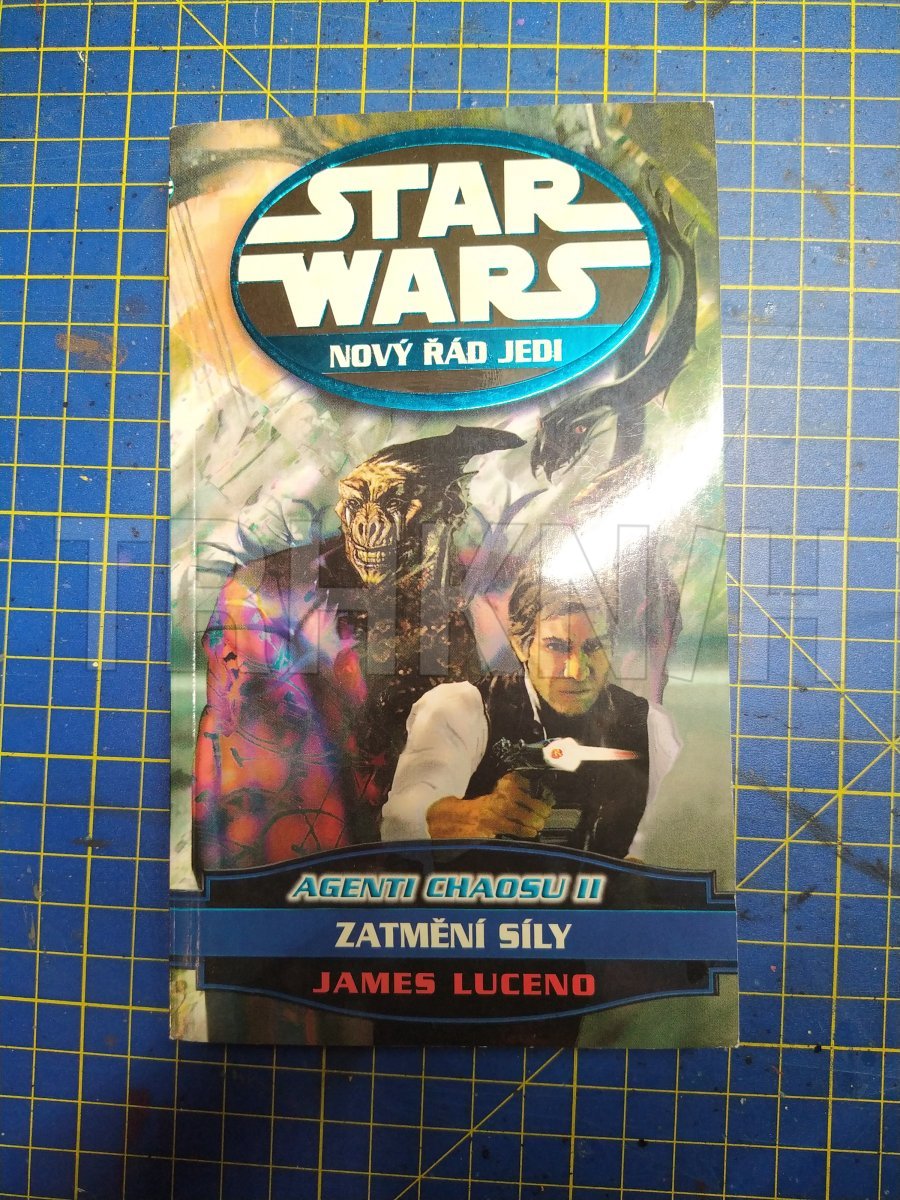 STAR
WARS
NOVÝ ŘÁD JEDI
AGENTI CHAOSU II
ZATMĚNÍ SÍLY
JAMES LUCENO